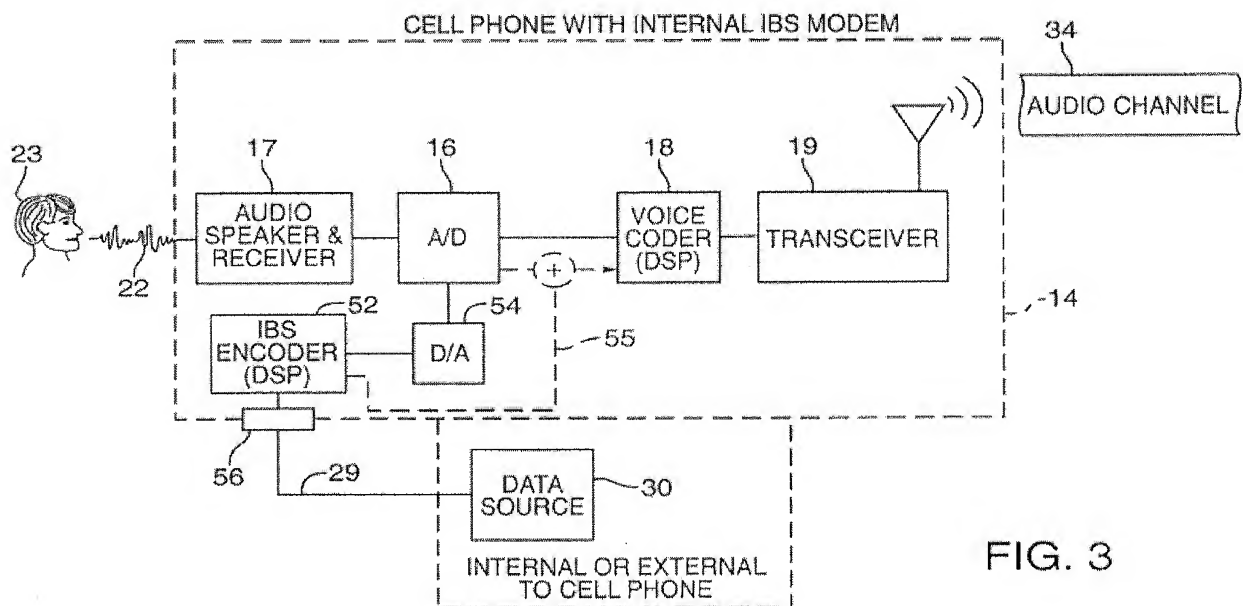 CELL PHONE WITH INTERNAL IBS MODEM
34
AUDIO CHANNEL
23
17
16
18
19
AUDIO
SPEAKER &
RECEIVER
A/D
VOICE
CODER
(DSP)
TRANSCEIVER
22
+
52
54
55
14
IBS
ENCODER
(DSP)
D/A
56
29
DATA
SOURCE
30
INTERNAL OR EXTERNAL
TO CELL PHONE
FIG. 3